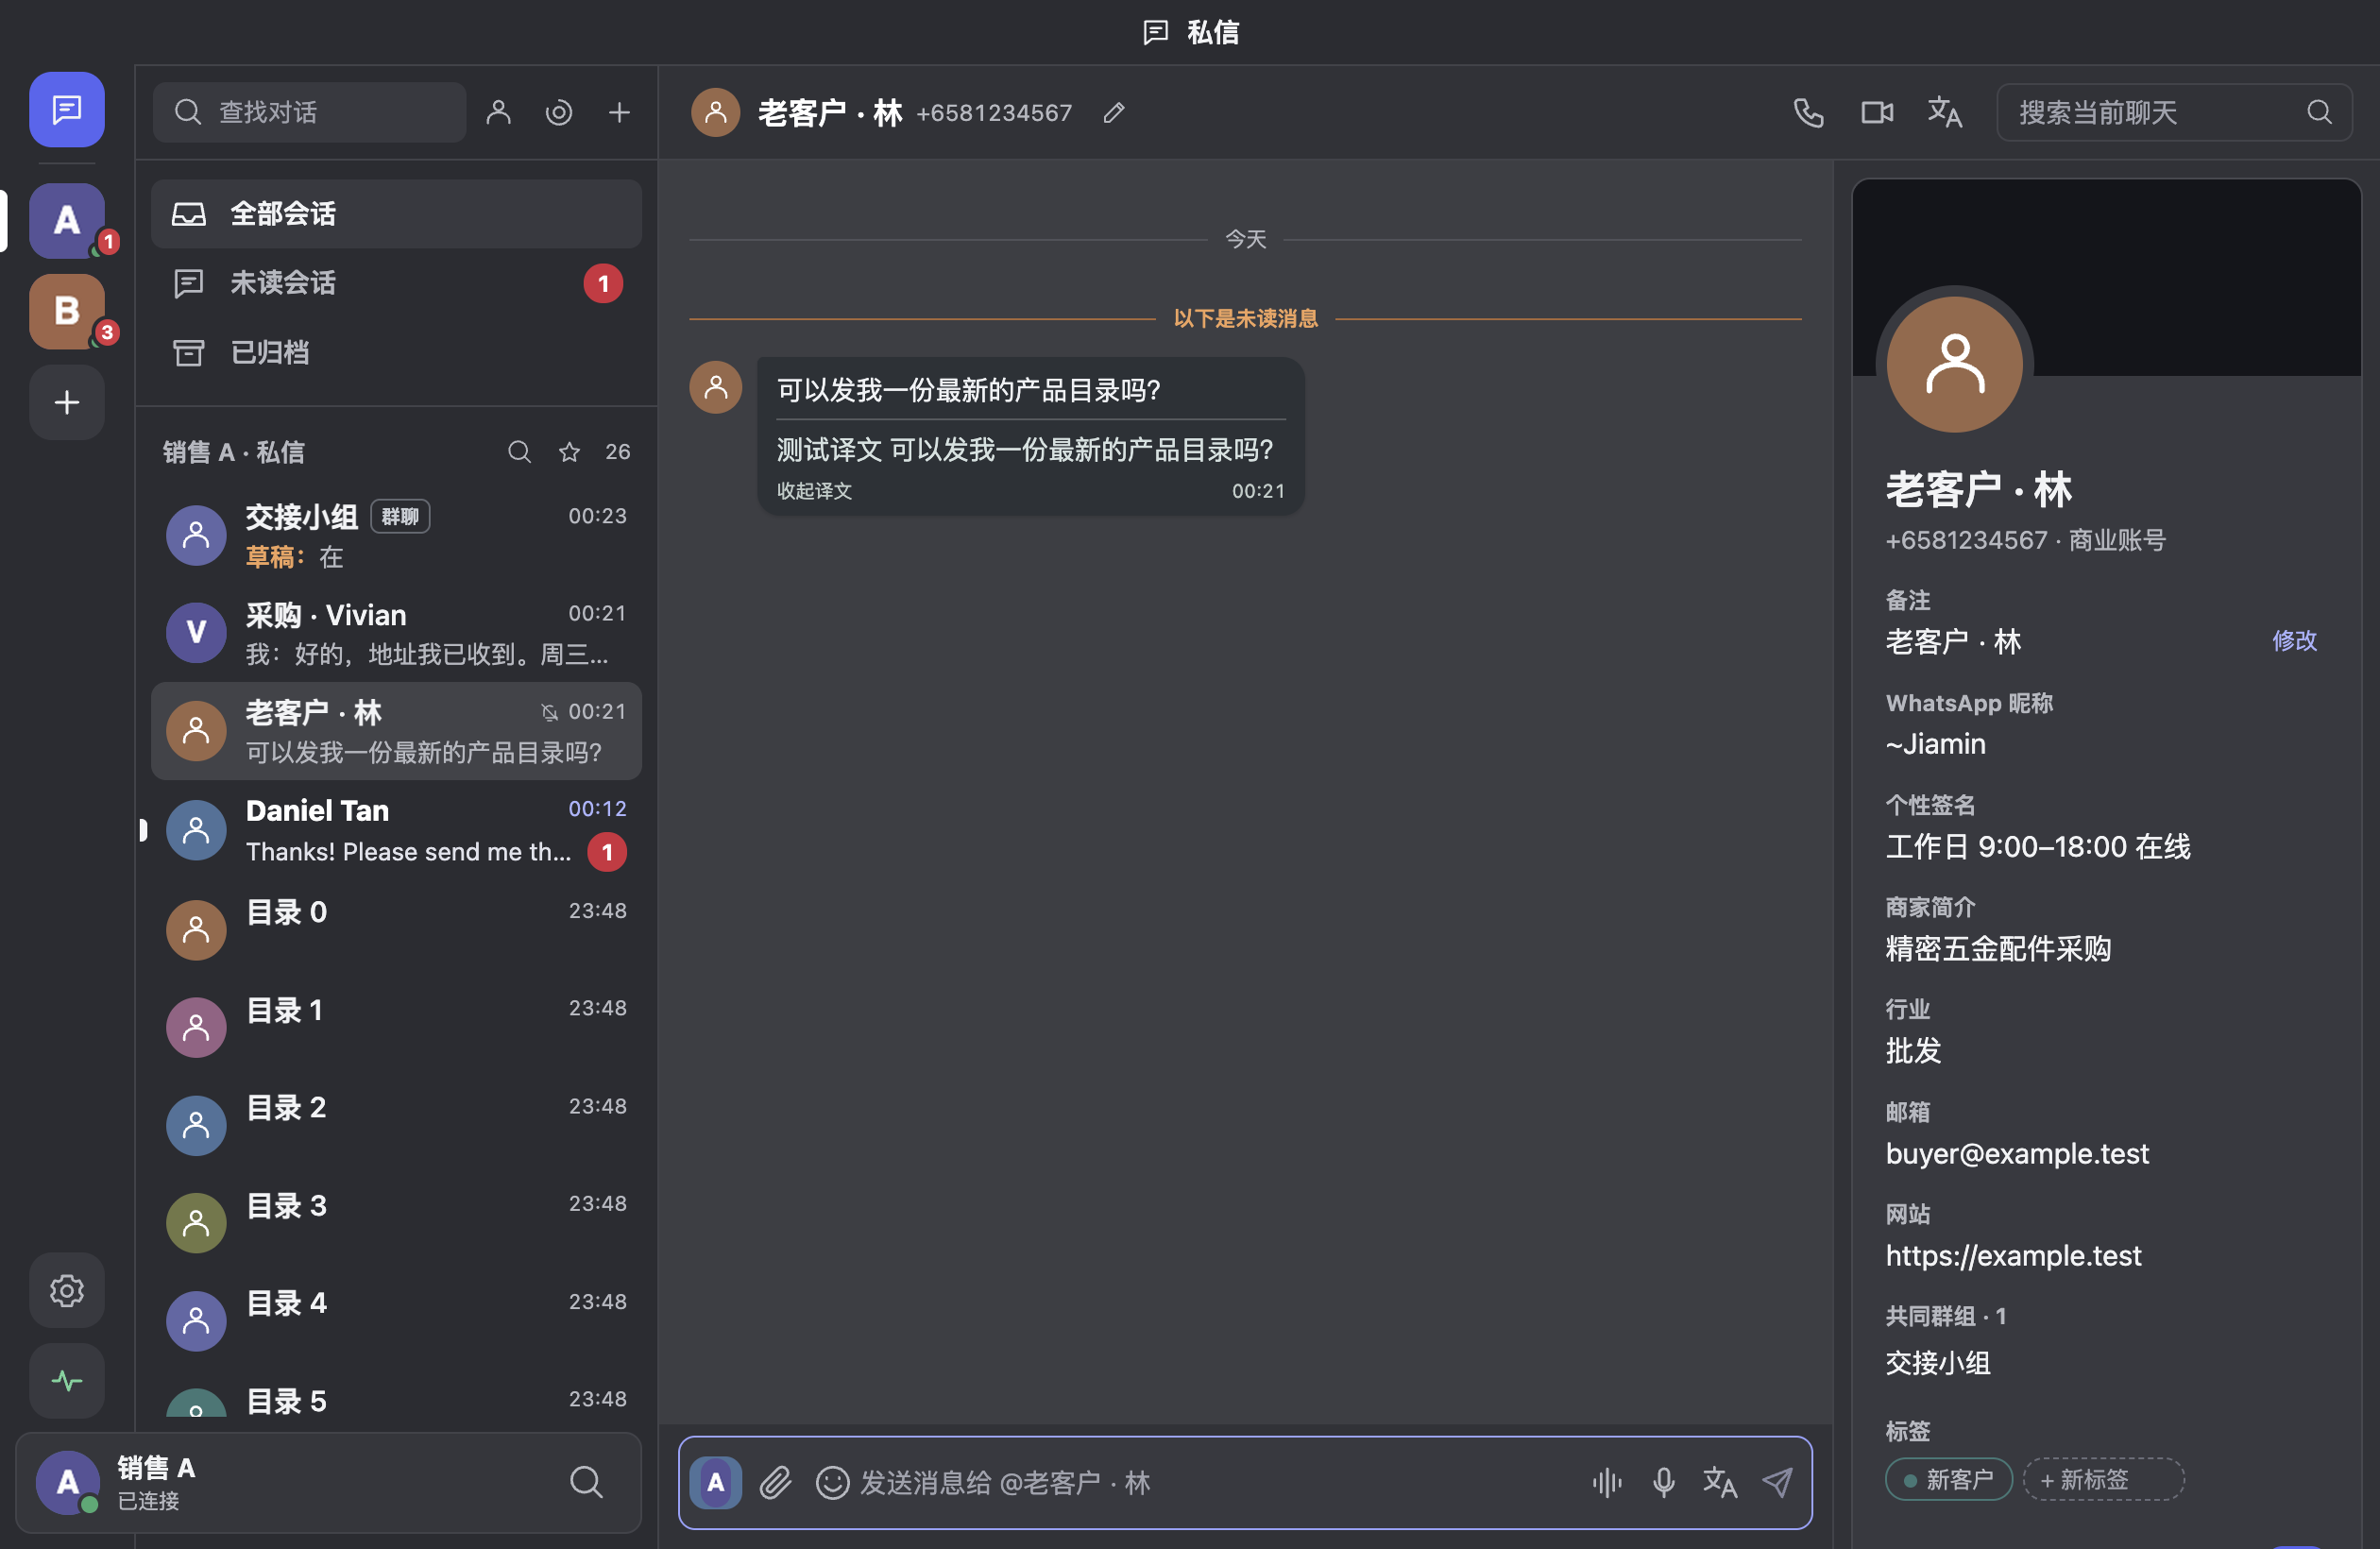 私信
A
1
B
3
查找对话
全部会话
未读会话
1
已归档
销售 A · 私信
26
交接小组 群聊 00:23
草稿: 在
V
采购 · Vivian 00:21
我: 好的, 地址我已收到。周三...
老客户 · 林 00:21
可以发我一份最新的产品目录吗?
Daniel Tan 00:12
Thanks! Please send me th... 1
目录 0 23:48
目录 1 23:48
目录 2 23:48
目录 3 23:48
目录 4 23:48
目录 5 23:48
A
销售 A
已连接
老客户 · 林 +6581234567
文A
搜索当前聊天
今天
以下是未读消息
可以发我一份最新的产品目录吗?
测试译文 可以发我一份最新的产品目录吗?
收起译文 00:21
A
发送消息给 @老客户 · 林
文A
老客户 · 林
+6581234567 · 商业账号
备注
老客户 · 林 修改
WhatsApp 昵称
~Jiamin
个性签名
工作日 9:00–18:00 在线
商家简介
精密五金配件采购
行业
批发
邮箱
buyer@example.test
网站
https://example.test
共同群组 · 1
交接小组
标签
新客户 + 新标签